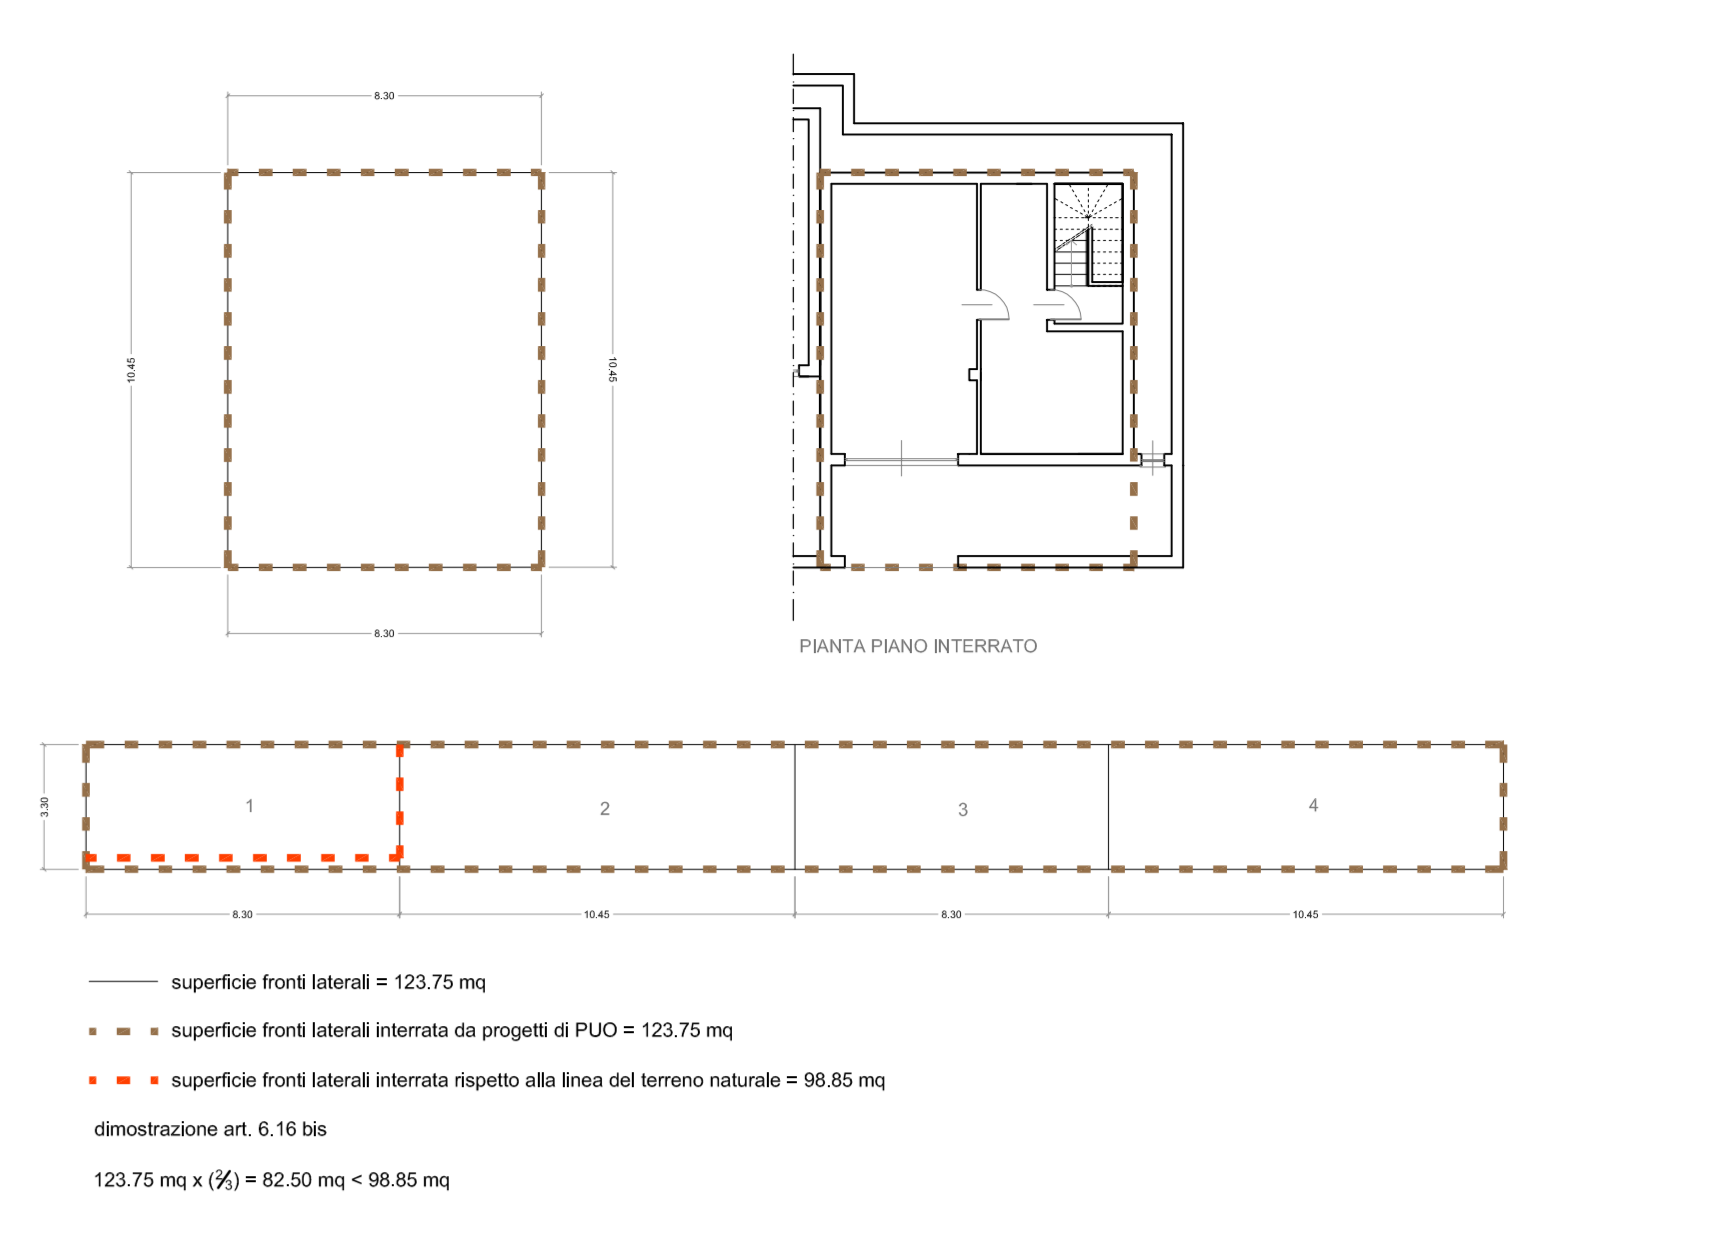 8.30
10.45
10.45
8.30
PIANTA PIANO INTERRATO
3.30
1
2
3
4
8.30
10.45
8.30
10.45
superficie fronti laterali = 123.75 mq
superficie fronti laterali interrata da progetti di PUO = 123.75 mq
superficie fronti laterali interrata rispetto alla linea del terreno naturale = 98.85 mq
dimostrazione art. 6.16 bis
123.75 mq x (2/3) = 82.50 mq < 98.85 mq